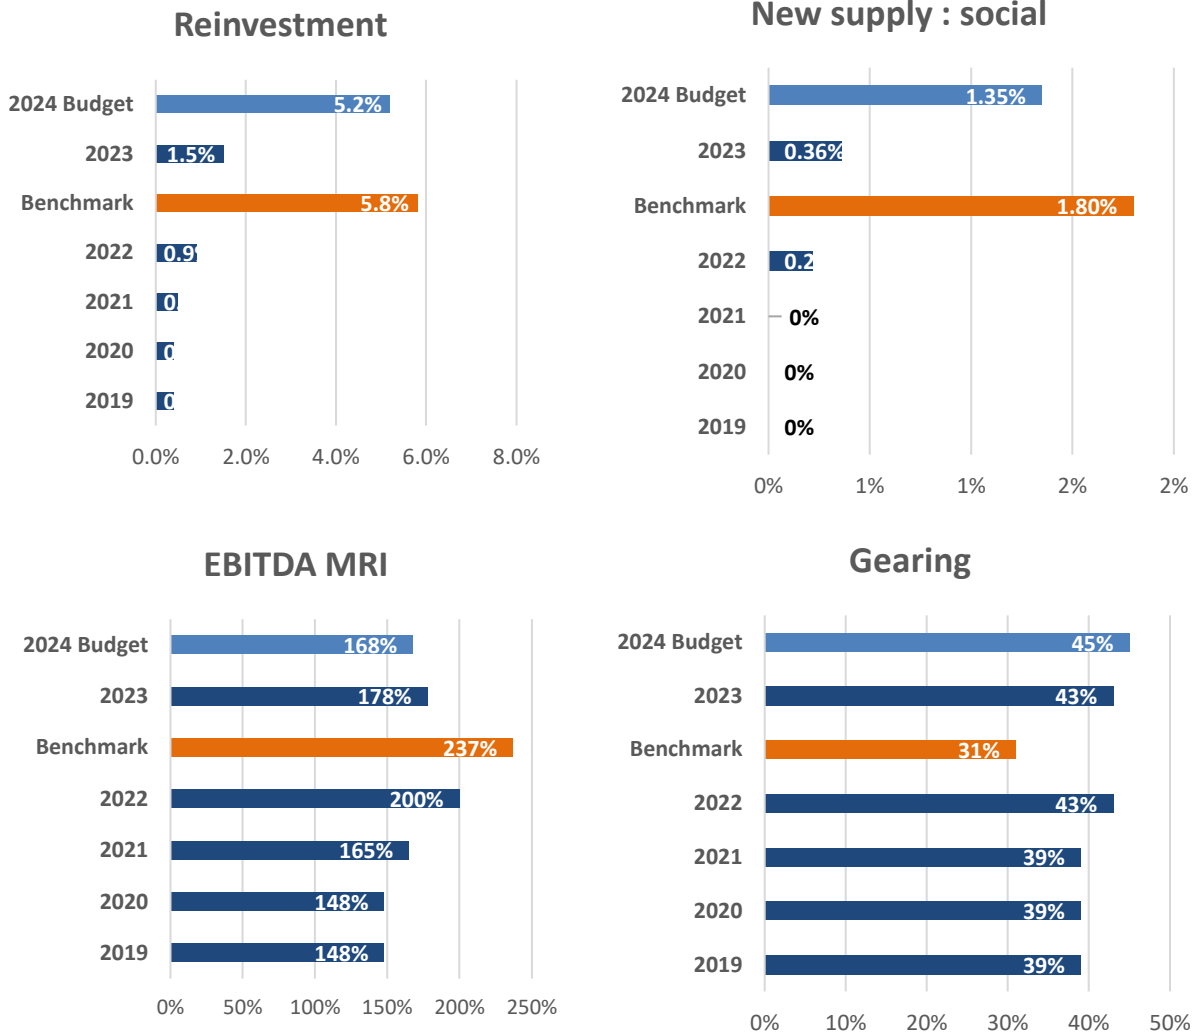 Reinvestment
2024 Budget 5.2%
2023 1.5%
Benchmark 5.8%
2022 0.9
2021 0.
2020 0
2019 0
0.0% 2.0% 4.0% 6.0% 8.0%
New supply : social
2024 Budget 1.35%
2023 0.36%
Benchmark 1.80%
2022 0.2
2021 0%
2020 0%
2019 0%
0% 1% 1% 2% 2%
EBITDA MRI
2024 Budget 168%
2023 178%
Benchmark 237%
2022 200%
2021 165%
2020 148%
2019 148%
0% 50% 100% 150% 200% 250%
Gearing
2024 Budget 45%
2023 43%
Benchmark 31%
2022 43%
2021 39%
2020 39%
2019 39%
0% 10% 20% 30% 40% 50%